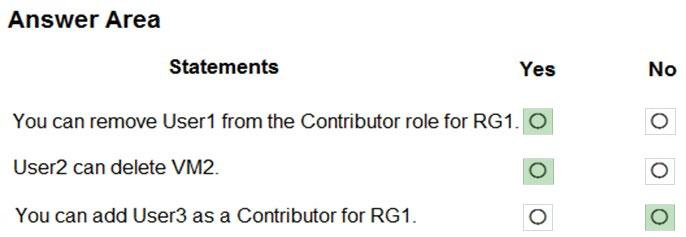 Answer Area
Statements Yes No
You can remove User1 from the Contributor role for RG1.
User2 can delete VM2.
You can add User3 as a Contributor for RG1.